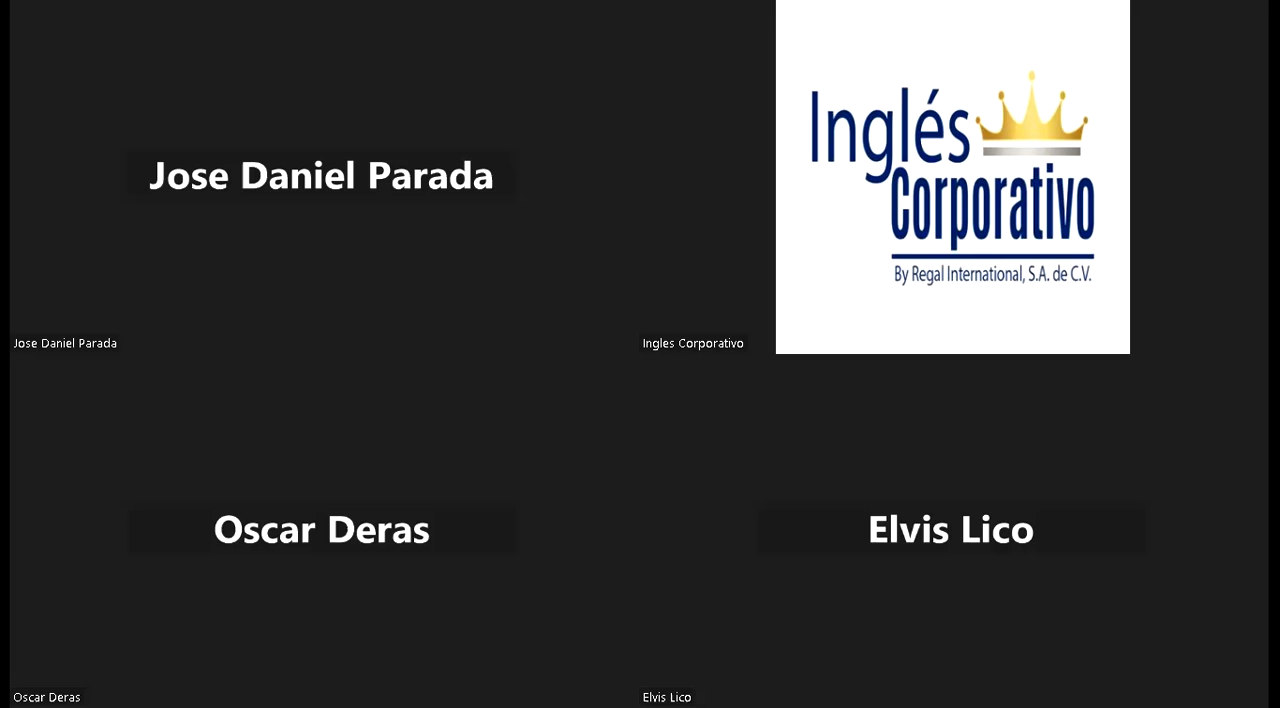 Jose Daniel Parada
Jose Daniel Parada
Inglés
Corporativo
By Regal International, S.A. de C.V.
Ingles Corporativo
Oscar Deras
Oscar Deras
Elvis Lico
Elvis Lico